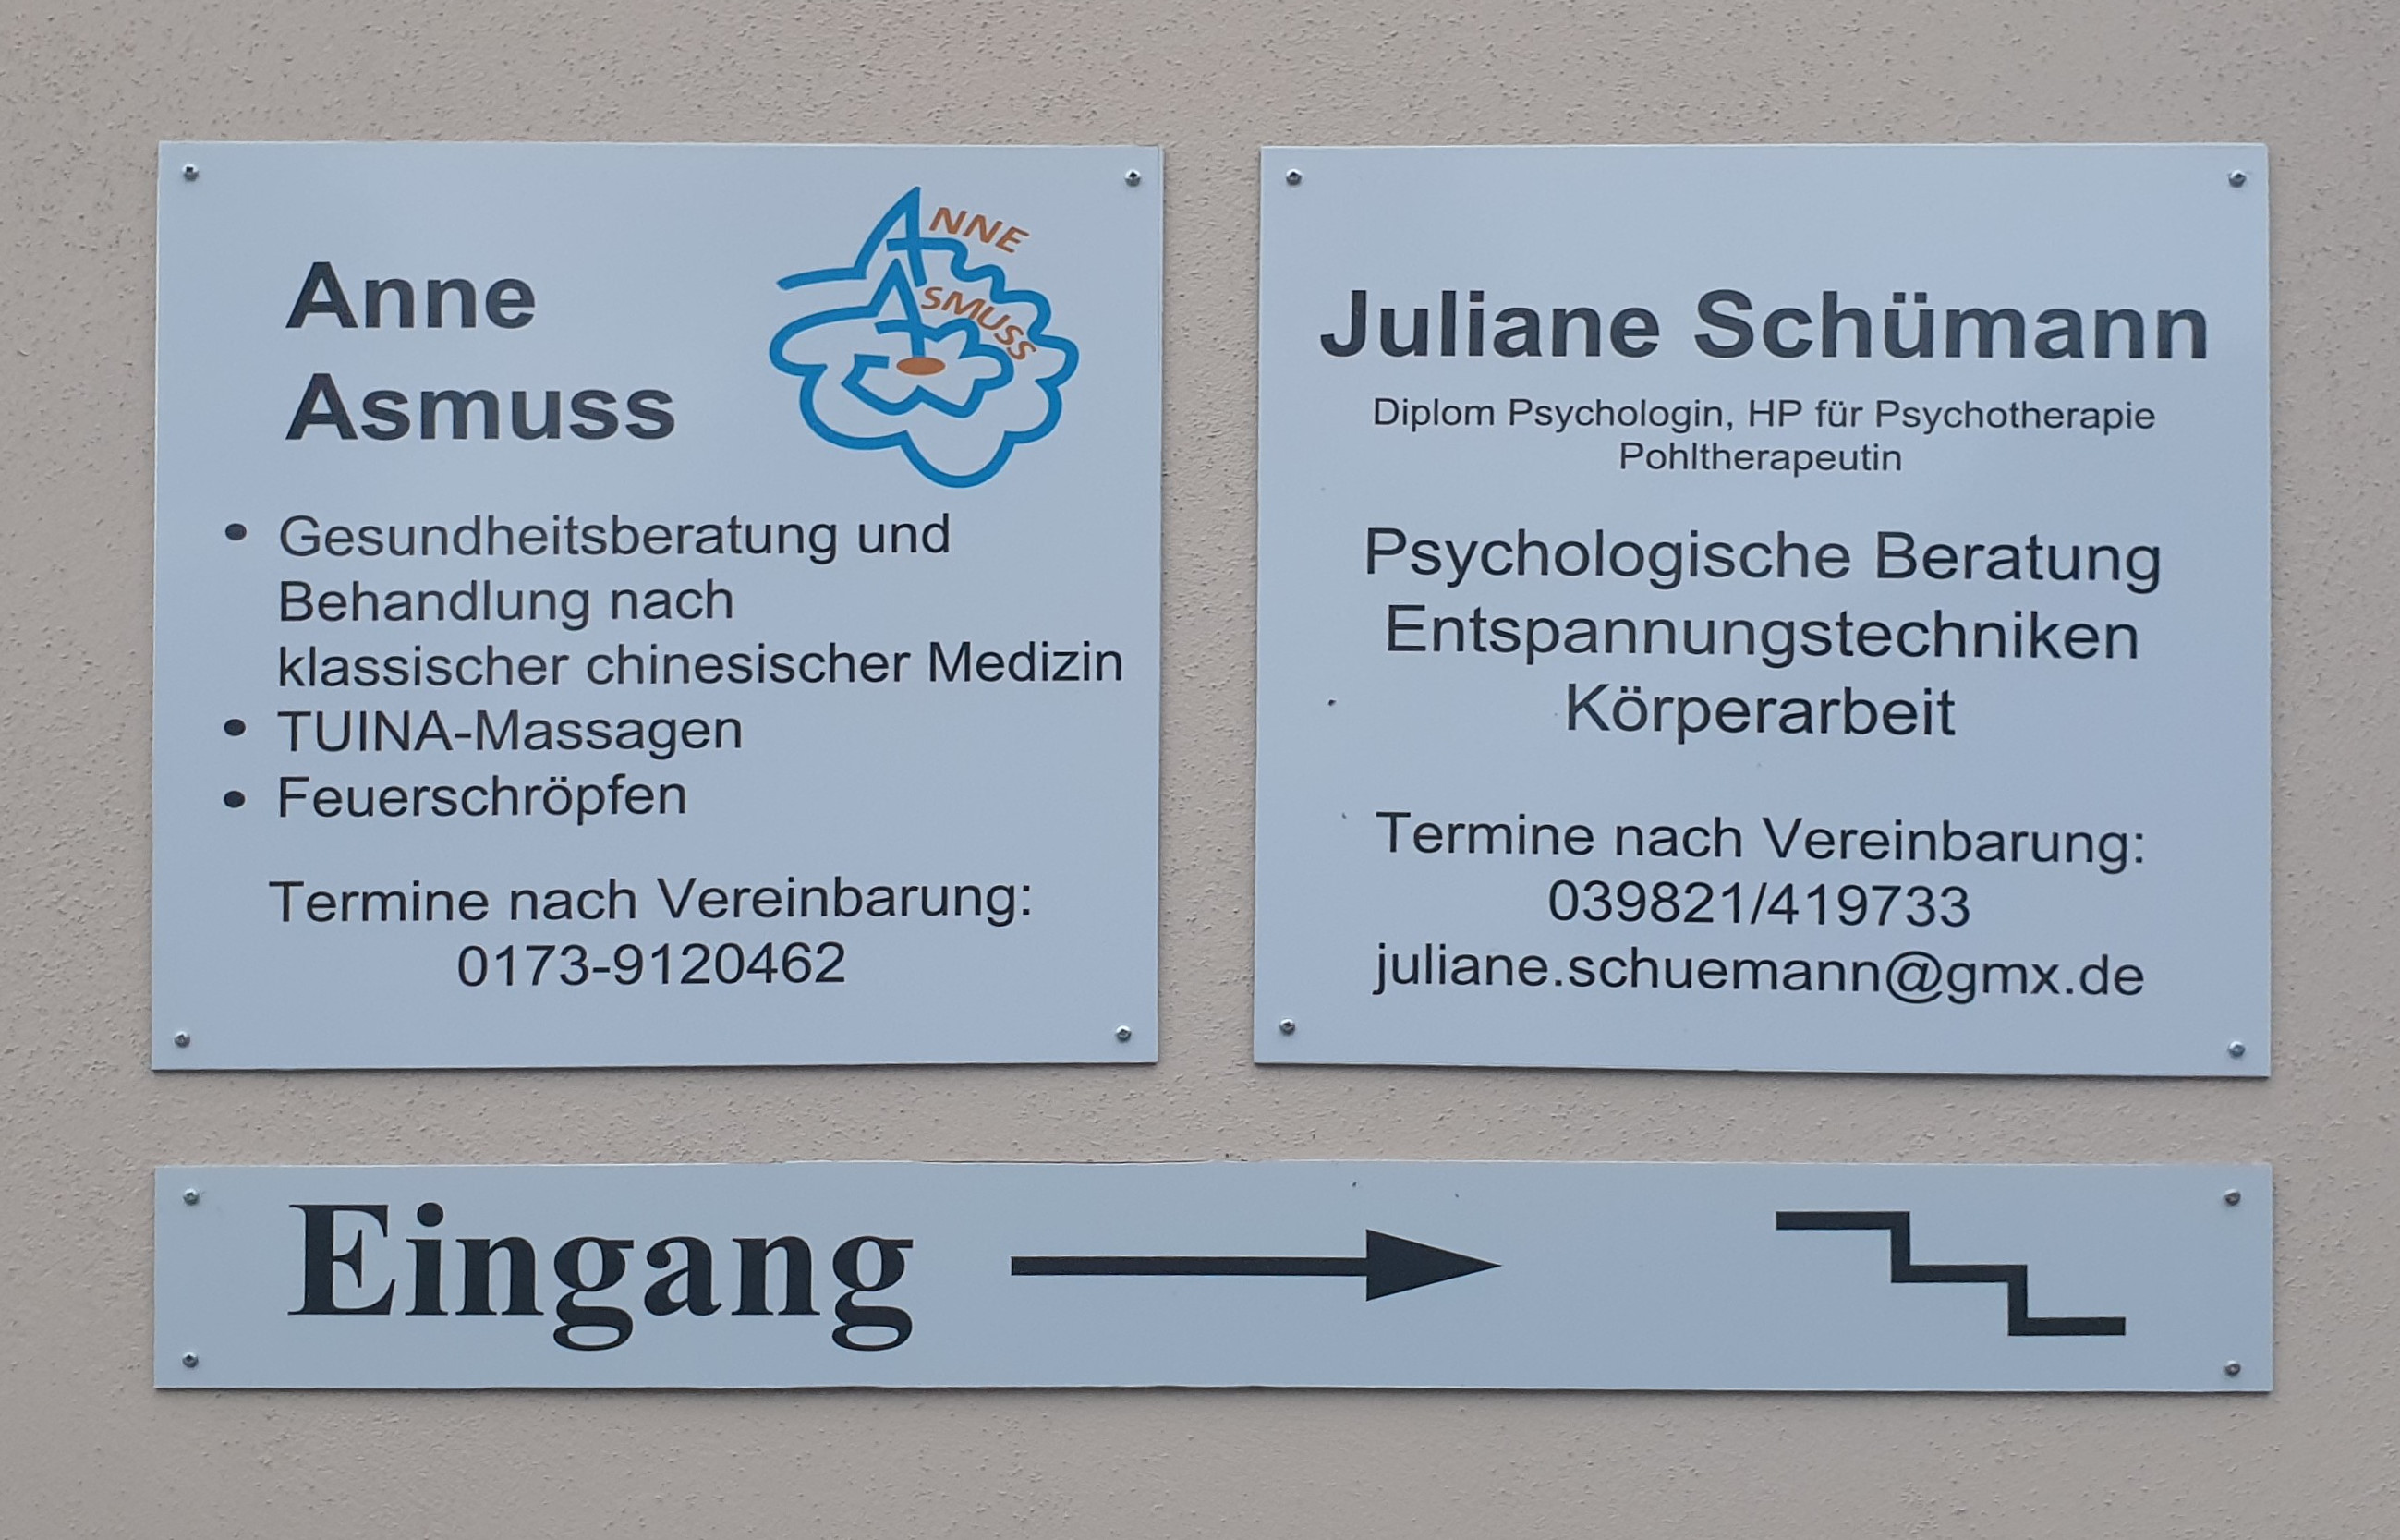 Anne
Asmuss
ANNE
ASMUSS
• Gesundheitsberatung und
Behandlung nach
klassischer chinesischer Medizin
• TUINA-Massagen
• Feuerschröpfen
Termine nach Vereinbarung:
0173-9120462
Juliane Schümann
Diplom Psychologin, HP für Psychotherapie
Pohltherapeutin
Psychologische Beratung
Entspannungstechniken
Körperarbeit
Termine nach Vereinbarung:
039821/419733
juliane.schuemann@gmx.de
Eingang